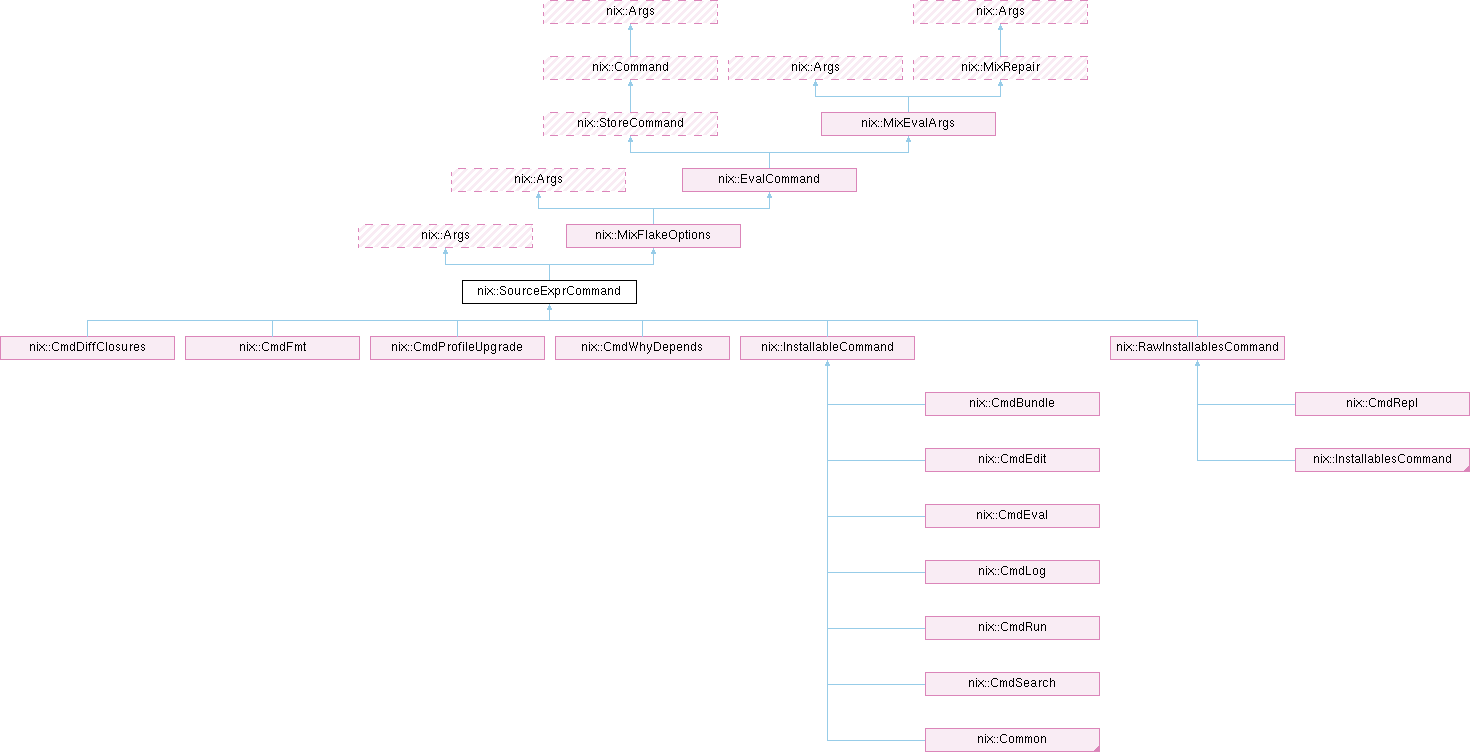 nix::Args
nix::Args
nix::Command
nix::Args
nix::MixRepair
nix::StoreCommand
nix::MixEvalArgs
nix::Args
nix::EvalCommand
nix::Args
nix::MixFlakeOptions
nix::SourceExprCommand
nix::CmdDiffClosures
nix::CmdFmt
nix::CmdProfileUpgrade
nix::CmdWhyDepends
nix::InstallableCommand
nix::RawInstallablesCommand
nix::CmdBundle
nix::CmdRepl
nix::CmdEdit
nix::InstallablesCommand
nix::CmdEval
nix::CmdLog
nix::CmdRun
nix::CmdSearch
nix::Common